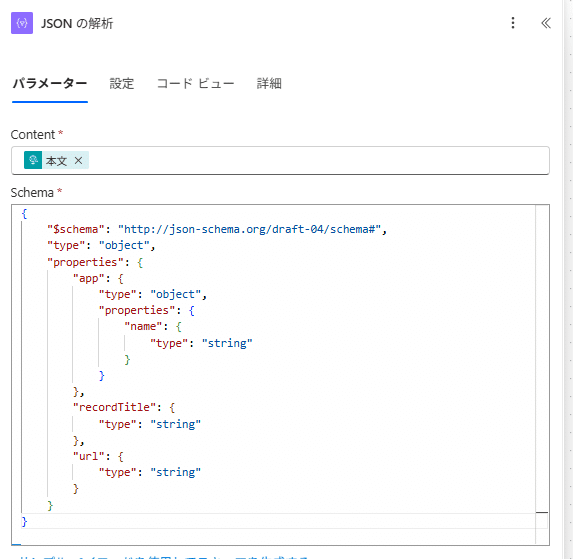 JSON の解析
パラメーター 設定 コード ビュー 詳細
Content *
本文 ×
Schema *
{
"$schema": "http://json-schema.org/draft-04/schema#",
"type": "object",
"properties": {
"app": {
"type": "object",
"properties": {
"name": {
"type": "string"
}
}
},
"recordTitle": {
"type": "string"
},
"url": {
"type": "string"
}
}
}